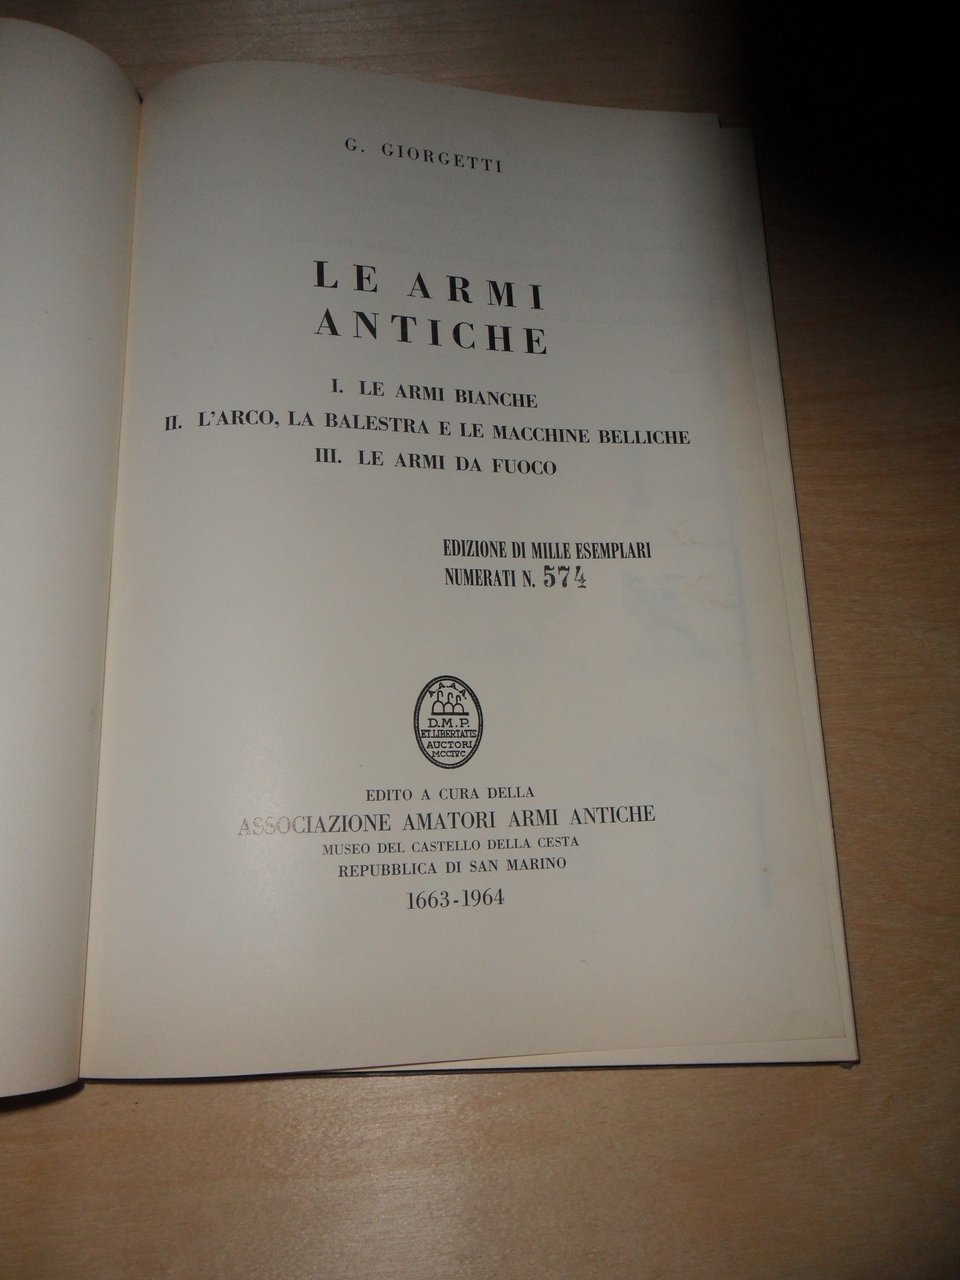 G. GIORGETTI
LE ARMI
ANTICHE
I. LE ARMI BIANCHE
II. L'ARCO, LA BALESTRA E LE MACCHINE BELLICHE
III. LE ARMI DA FUOCO
EDIZIONE DI MILLE ESEMPLARI
NUMERATI N. 574
A.A.A.A.
D.M.P.
ET LIBERTATIS
AUCTORI
MCCIVC
EDITO A CURA DELLA
ASSOCIAZIONE AMATORI ARMI ANTICHE
MUSEO DEL CASTELLO DELLA CESTA
REPUBBLICA DI SAN MARINO
1663-1964